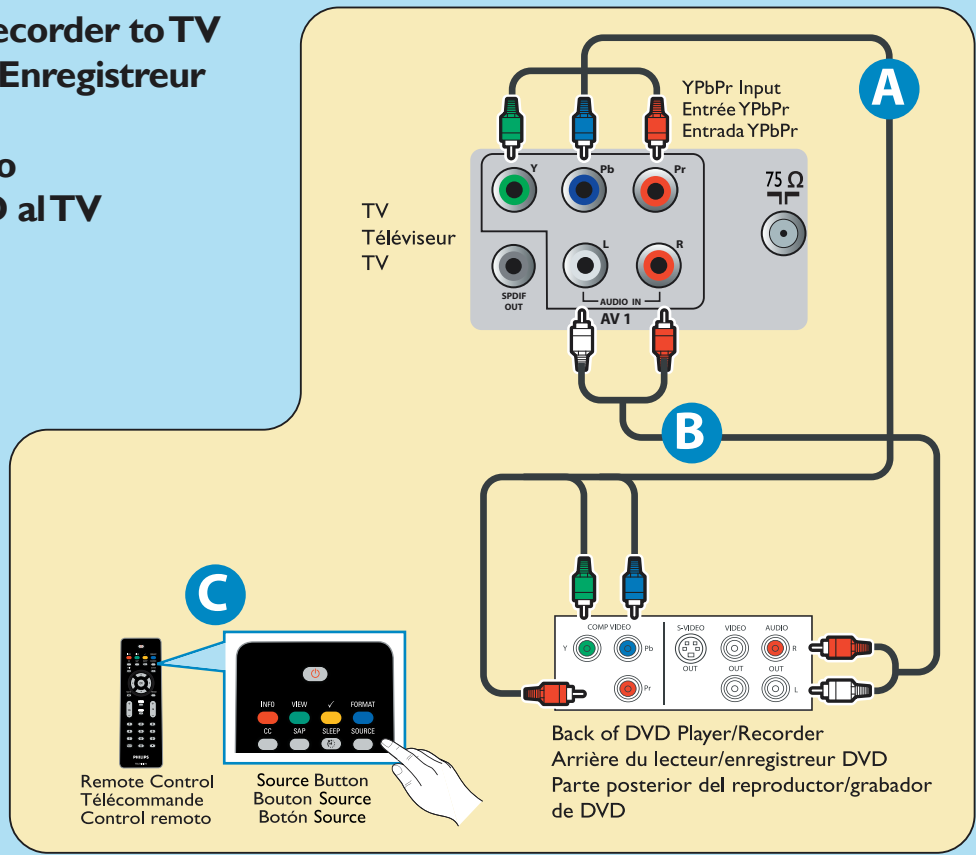 ecorder to TV
Enregistreur
o
al TV
A
YPbPr Input
Entrée YPbPr
Entrada YPbPr
Y
Pb
Pr
75 Ω
TV
Téléviseur
TV
L
R
SPDIF
OUT
AUDIO IN
AV 1
B
C
COMP VIDEO
S-VIDEO
VIDEO
AUDIO
Y
Pb
R
OUT
OUT
OUT
Pr
L
INFO
VIEW
✓
FORMAT
CC
SAP
SLEEP
SOURCE
PHILIPS
Remote Control
Télécommande
Control remoto
Source Button
Bouton Source
Botón Source
Back of DVD Player/Recorder
Arrière du lecteur/enregistreur DVD
Parte posterior del reproductor/grabador
de DVD